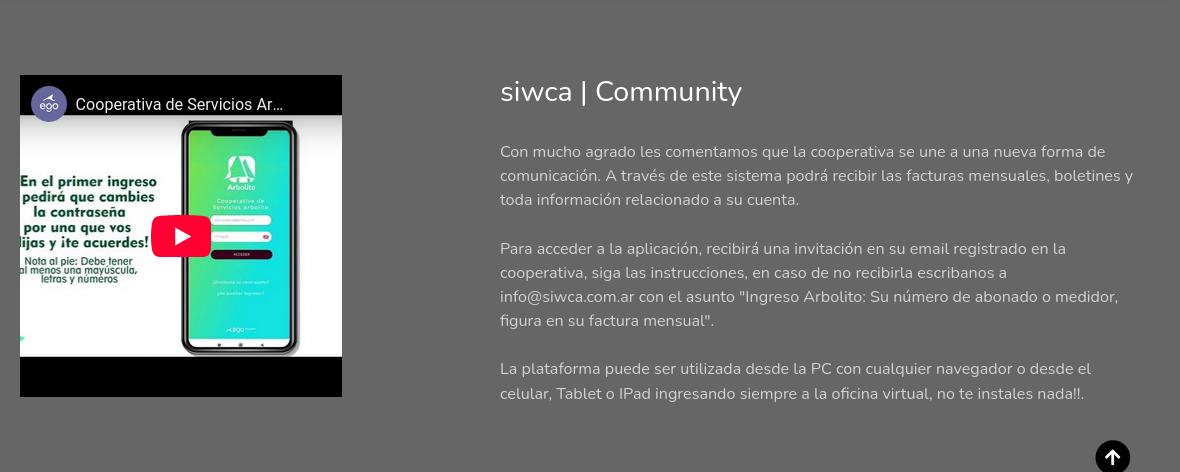 ego
Cooperativa de Servicios Ar...
En el primer ingreso
pedirá que cambies
la contraseña
por una que vos
lijas y ¡te acuerdes!
Nota al pie: Debe tener
al menos una mayúscula,
letras y números
Arbolito
Cooperativa de
Servicios Arbolito
ACCEDER
ego
siwca | Community
Con mucho agrado les comentamos que la cooperativa se une a una nueva forma de
comunicación. A través de este sistema podrá recibir las facturas mensuales, boletines y
toda información relacionado a su cuenta.
Para acceder a la aplicación, recibirá una invitación en su email registrado en la
cooperativa, siga las instrucciones, en caso de no recibirla escribanos a
info@siwca.com.ar con el asunto "Ingreso Arbolito: Su número de abonado o medidor,
figura en su factura mensual".
La plataforma puede ser utilizada desde la PC con cualquier navegador o desde el
celular, Tablet o IPad ingresando siempre a la oficina virtual, no te instales nada!!.